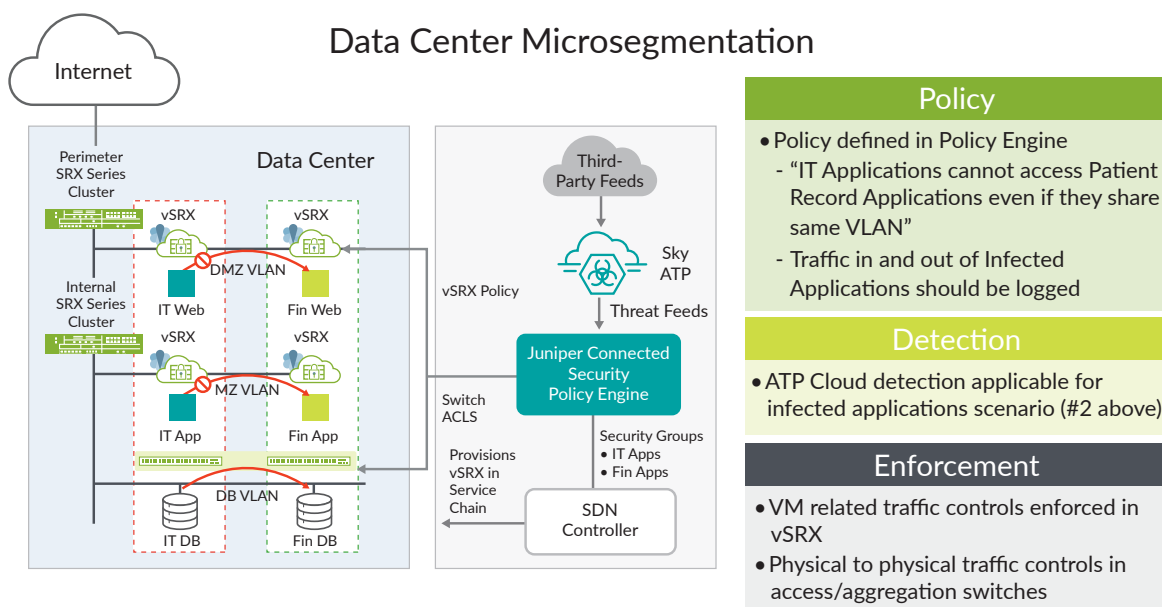 Data Center Microsegmentation
Internet
Data Center
Perimeter
SRX Series
Cluster
vSRX
vSRX
DMZ VLAN
IT Web
Fin Web
Internal
SRX Series
Cluster
vSRX
vSRX
MZ VLAN
IT App
Fin App
DB VLAN
IT DB
Fin DB
Third-
Party Feeds
Sky
ATP
vSRX Policy
Threat Feeds
Juniper Connected
Security
Policy Engine
Switch
ACLS
Security Groups
• IT Apps
• Fin Apps
Provisions
vSRX in
Service
Chain
SDN
Controller
Policy
• Policy defined in Policy Engine
- “IT Applications cannot access Patient
Record Applications even if they share
same VLAN”
- Traffic in and out of Infected
Applications should be logged
Detection
• ATP Cloud detection applicable for
infected applications scenario (#2 above)
Enforcement
• VM related traffic controls enforced in
vSRX
• Physical to physical traffic controls in
access/aggregation switches